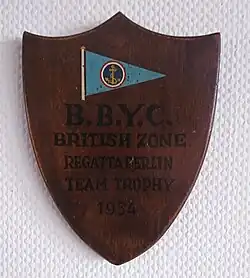 B.B.Y.C.
BRITISH ZONE
REGATTA BERLIN
TEAM TROPHY
1954